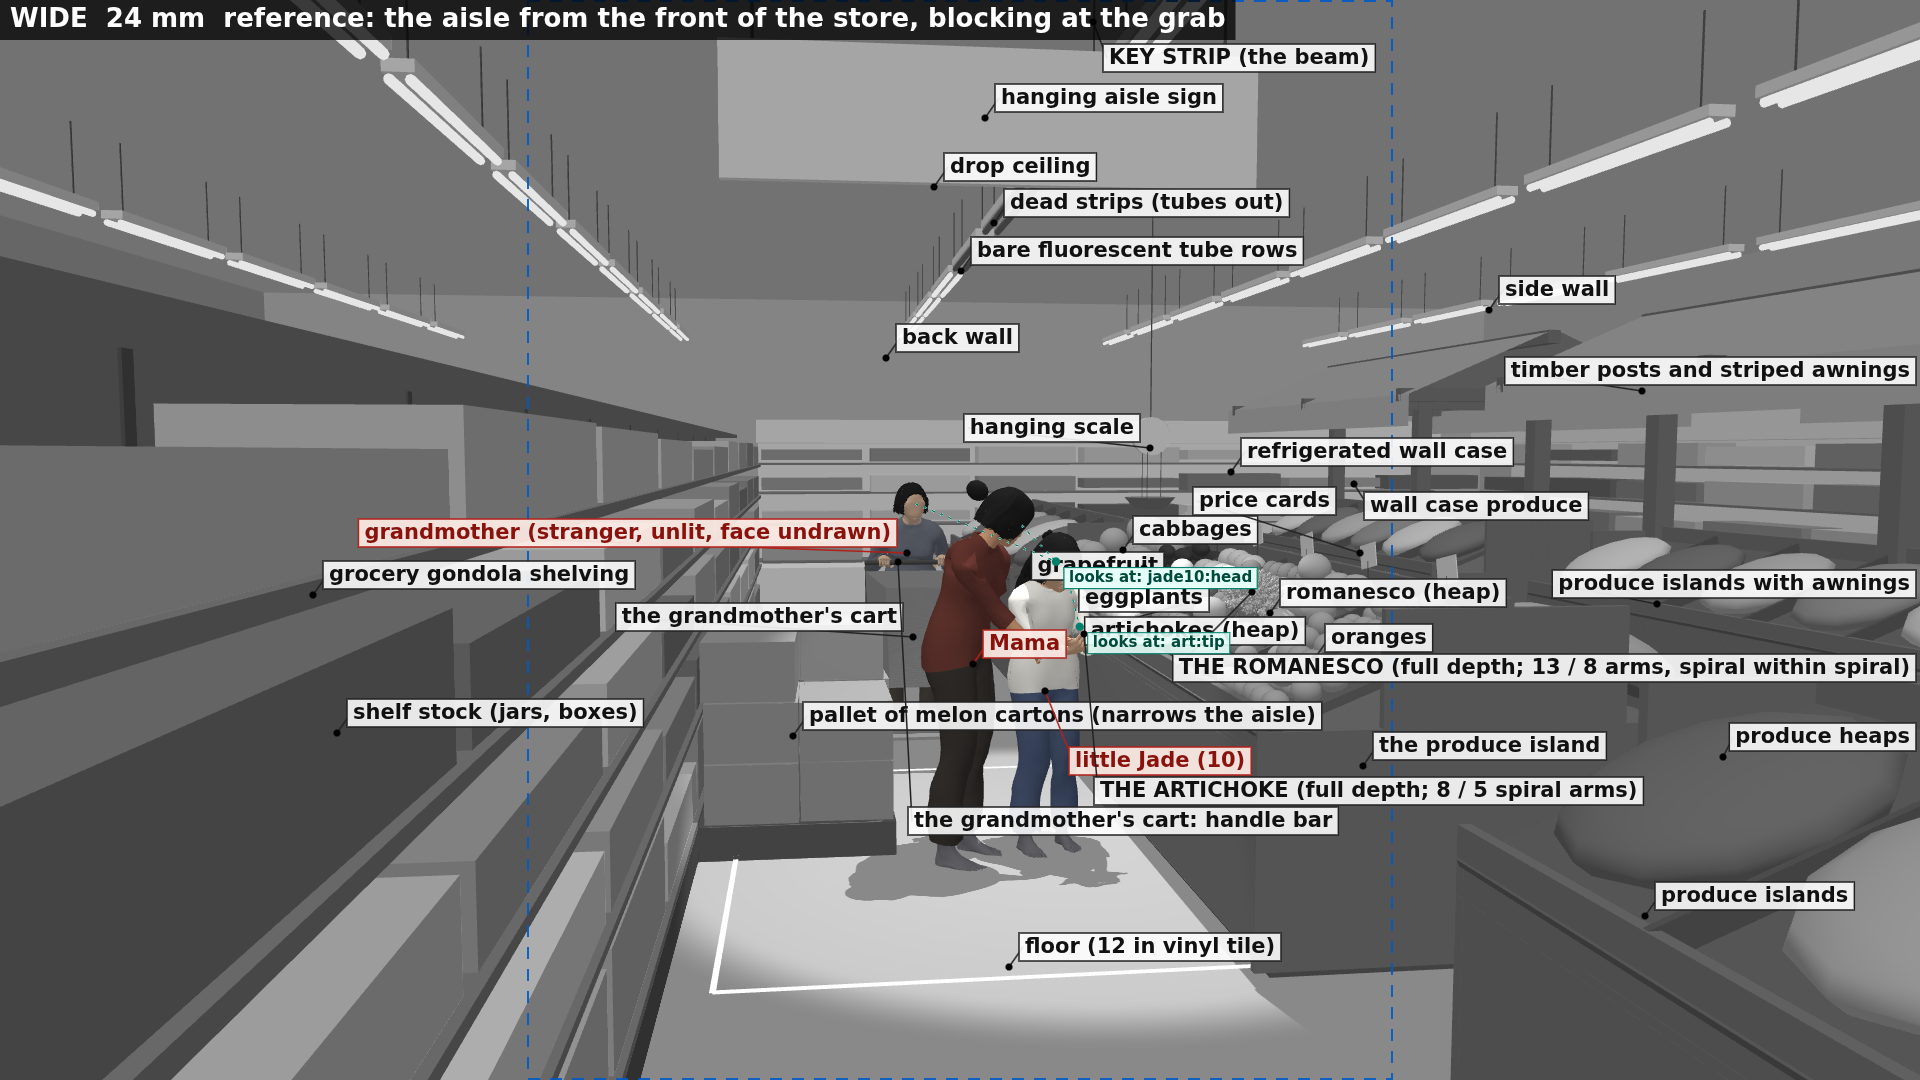 WIDE  24 mm  reference: the aisle from the front of the store, blocking at the grab
KEY STRIP (the beam)
hanging aisle sign
drop ceiling
dead strips (tubes out)
bare fluorescent tube rows
side wall
back wall
timber posts and striped awnings
hanging scale
refrigerated wall case
price cards
wall case produce
grandmother (stranger, unlit, face undrawn)
cabbages
grapefruit
looks at: jade10:head
grocery gondola shelving
eggplants
romanesco (heap)
produce islands with awnings
the grandmother's cart
artichokes (heap)
Mama
looks at: art:tip
oranges
THE ROMANESCO (full depth; 13 / 8 arms, spiral within spiral)
shelf stock (jars, boxes)
pallet of melon cartons (narrows the aisle)
produce heaps
little Jade (10)
the produce island
THE ARTICHOKE (full depth; 8 / 5 spiral arms)
the grandmother's cart: handle bar
produce islands
floor (12 in vinyl tile)